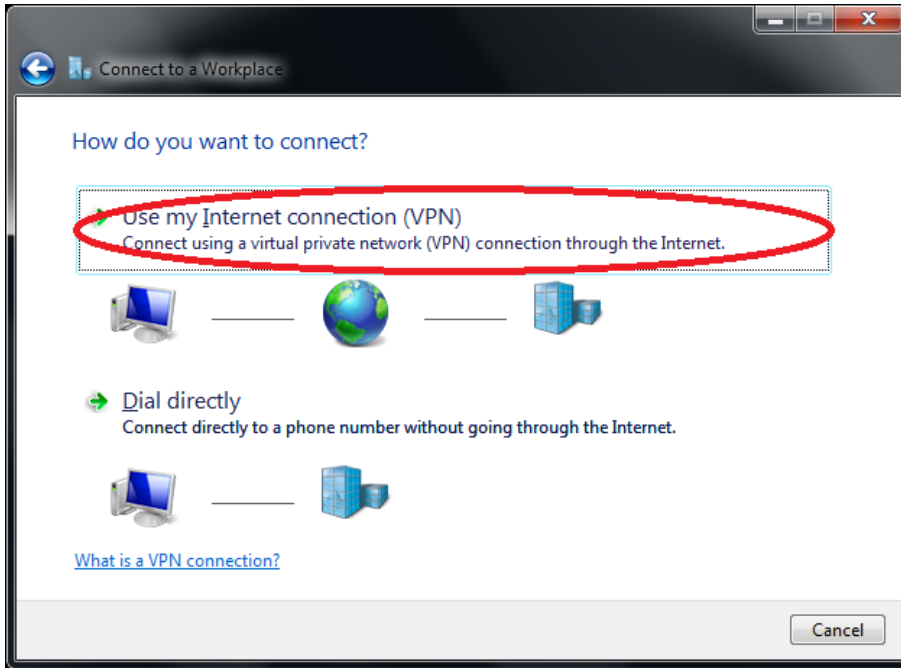 Connect to a Workplace
How do you want to connect?
Use my Internet connection (VPN)
Connect using a virtual private network (VPN) connection through the Internet.
Dial directly
Connect directly to a phone number without going through the Internet.
What is a VPN connection?
Cancel